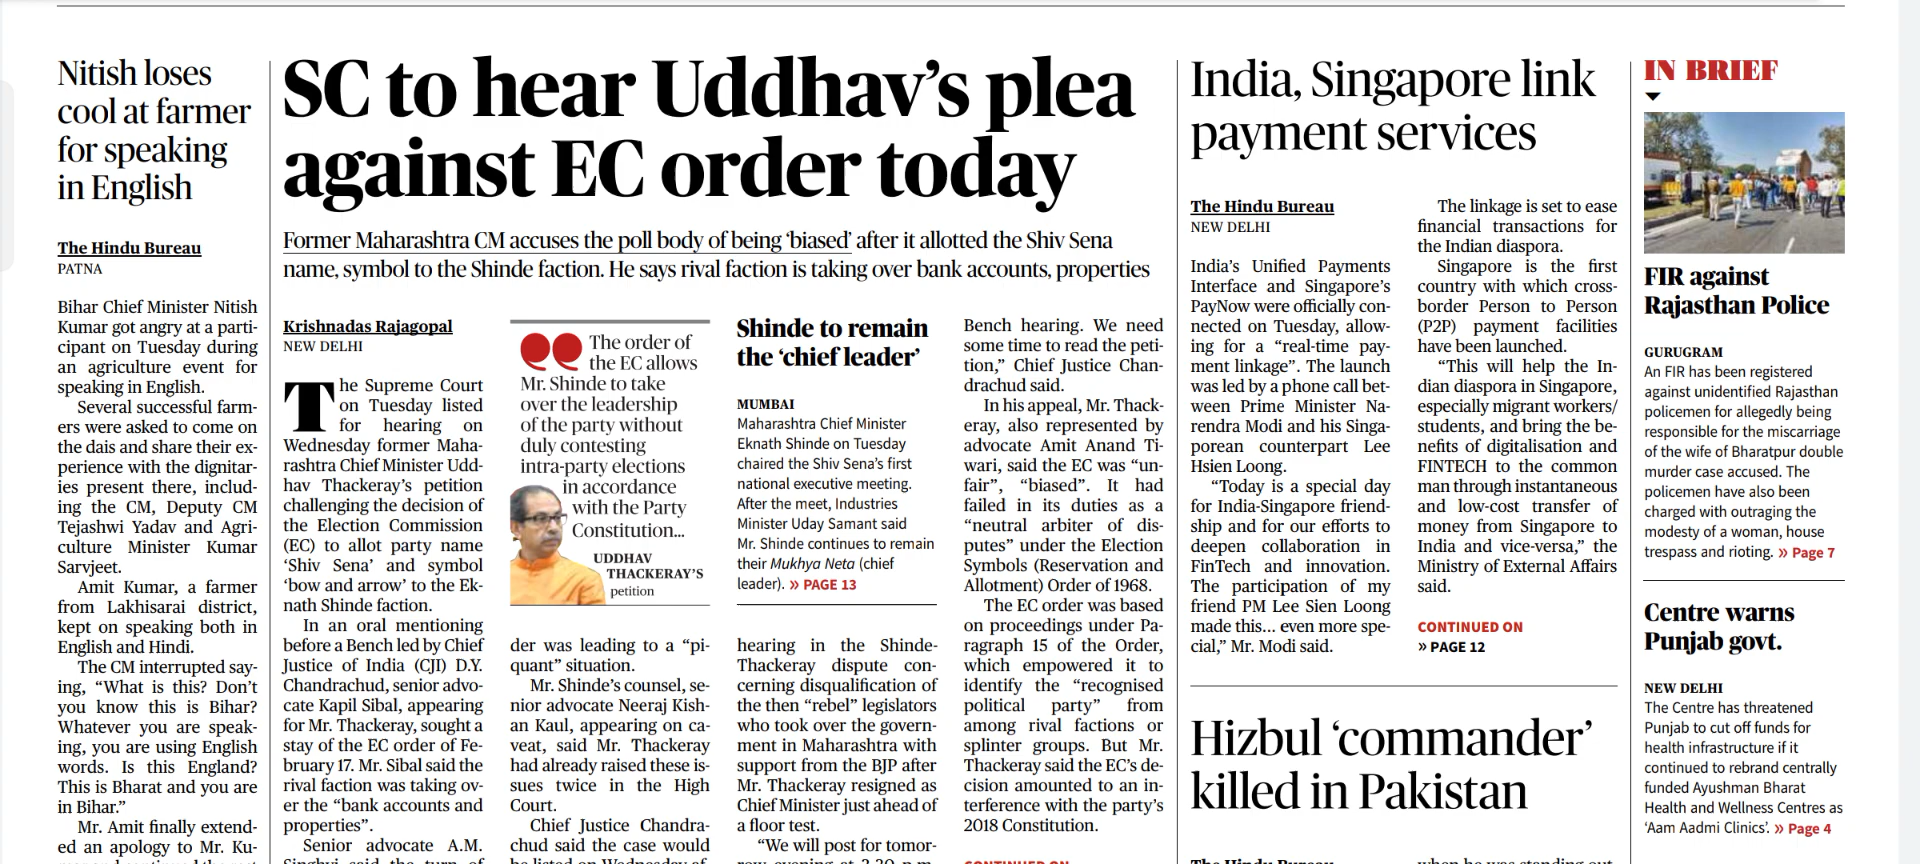 Nitish loses
cool at farmer
for speaking
in English
The Hindu Bureau
PATNA
Bihar Chief Minister Nitish
Kumar got angry at a parti-
cipant on Tuesday during
an agriculture event for
speaking in English.
Several successful farm-
ers were asked to come on
the dais and share their ex-
perience with the dignitar-
ies present there, includ-
ing the CM, Deputy CM
Tejashwi Yadav and Agri-
culture Minister Kumar
Sarvjeet.
Amit Kumar, a farmer
from Lakhisarai district,
kept on speaking both in
English and Hindi.
The CM interrupted say-
ing, “What is this? Don’t
you know this is Bihar?
Whatever you are speak-
ing, you are using English
words. Is this England?
This is Bharat and you are
in Bihar.”
Mr. Amit finally extend-
ed an apology to Mr. Ku-
SC to hear Uddhav’s plea
against EC order today
Former Maharashtra CM accuses the poll body of being ‘biased’ after it allotted the Shiv Sena
name, symbol to the Shinde faction. He says rival faction is taking over bank accounts, properties
Krishnadas Rajagopal
NEW DELHI
The Supreme Court
on Tuesday listed
for hearing on
Wednesday former Maha-
rashtra Chief Minister Udd-
hav Thackeray’s petition
challenging the decision of
the Election Commission
(EC) to allot party name
‘Shiv Sena’ and symbol
‘bow and arrow’ to the Ek-
nath Shinde faction.
In an oral mentioning
before a Bench led by Chief
Justice of India (CJI) D.Y.
Chandrachud, senior advo-
cate Kapil Sibal, appearing
for Mr. Thackeray, sought a
stay of the EC order of Fe-
bruary 17. Mr. Sibal said the
rival faction was taking ov-
er the “bank accounts and
properties”.
Senior advocate A.M.
Singhvi said the turn of
The order of
the EC allows
Mr. Shinde to take
over the leadership
of the party without
duly contesting
intra-party elections
in accordance
with the Party
Constitution...
UDDHAV
THACKERAY’S
petition
der was leading to a “pi-
quant” situation.
Mr. Shinde’s counsel, se-
nior advocate Neeraj Kish-
an Kaul, appearing on ca-
veat, said Mr. Thackeray
had already raised these is-
sues twice in the High
Court.
Chief Justice Chandra-
chud said the case would
be listed on Wednesday af-
Shinde to remain
the ‘chief leader’
MUMBAI
Maharashtra Chief Minister
Eknath Shinde on Tuesday
chaired the Shiv Sena’s first
national executive meeting.
After the meet, Industries
Minister Uday Samant said
Mr. Shinde continues to remain
their Mukhya Neta (chief
leader). » PAGE 13
hearing in the Shinde-
Thackeray dispute con-
cerning disqualification of
the then “rebel” legislators
who took over the govern-
ment in Maharashtra with
support from the BJP after
Mr. Thackeray resigned as
Chief Minister just ahead of
a floor test.
“We will post for tomor-
row evening at 3.30 p.m.
Bench hearing. We need
some time to read the peti-
tion,” Chief Justice Chan-
drachud said.
In his appeal, Mr. Thack-
eray, also represented by
advocate Amit Anand Ti-
wari, said the EC was “un-
fair”, “biased”. It had
failed in its duties as a
“neutral arbiter of dis-
putes” under the Election
Symbols (Reservation and
Allotment) Order of 1968.
The EC order was based
on proceedings under Pa-
ragraph 15 of the Order,
which empowered it to
identify the “recognised
political party” from
among rival factions or
splinter groups. But Mr.
Thackeray said the EC’s de-
cision amounted to an in-
terference with the party’s
2018 Constitution.
CONTINUED ON
India, Singapore link
payment services
The Hindu Bureau
NEW DELHI
India’s Unified Payments
Interface and Singapore’s
PayNow were officially con-
nected on Tuesday, allow-
ing for a “real-time pay-
ment linkage”. The launch
was led by a phone call bet-
ween Prime Minister Na-
rendra Modi and his Singa-
porean counterpart Lee
Hsien Loong.
“Today is a special day
for India-Singapore friend-
ship and for our efforts to
deepen collaboration in
FinTech and innovation.
The participation of my
friend PM Lee Sien Loong
made this... even more spe-
cial,” Mr. Modi said.
The linkage is set to ease
financial transactions for
the Indian diaspora.
Singapore is the first
country with which cross-
border Person to Person
(P2P) payment facilities
have been launched.
“This will help the In-
dian diaspora in Singapore,
especially migrant workers/
students, and bring the be-
nefits of digitalisation and
FINTECH to the common
man through instantaneous
and low-cost transfer of
money from Singapore to
India and vice-versa,” the
Ministry of External Affairs
said.
CONTINUED ON
» PAGE 12
Hizbul ‘commander’
killed in Pakistan
The Hindu Bureau
when he was standing out-
IN BRIEF
FIR against
Rajasthan Police
GURUGRAM
An FIR has been registered
against unidentified Rajasthan
policemen for allegedly being
responsible for the miscarriage
of the wife of Bharatpur double
murder case accused. The
policemen have also been
charged with outraging the
modesty of a woman, house
trespass and rioting. » Page 7
Centre warns
Punjab govt.
NEW DELHI
The Centre has threatened
Punjab to cut off funds for
health infrastructure if it
continued to rebrand centrally
funded Ayushman Bharat
Health and Wellness Centres as
‘Aam Aadmi Clinics’. » Page 4